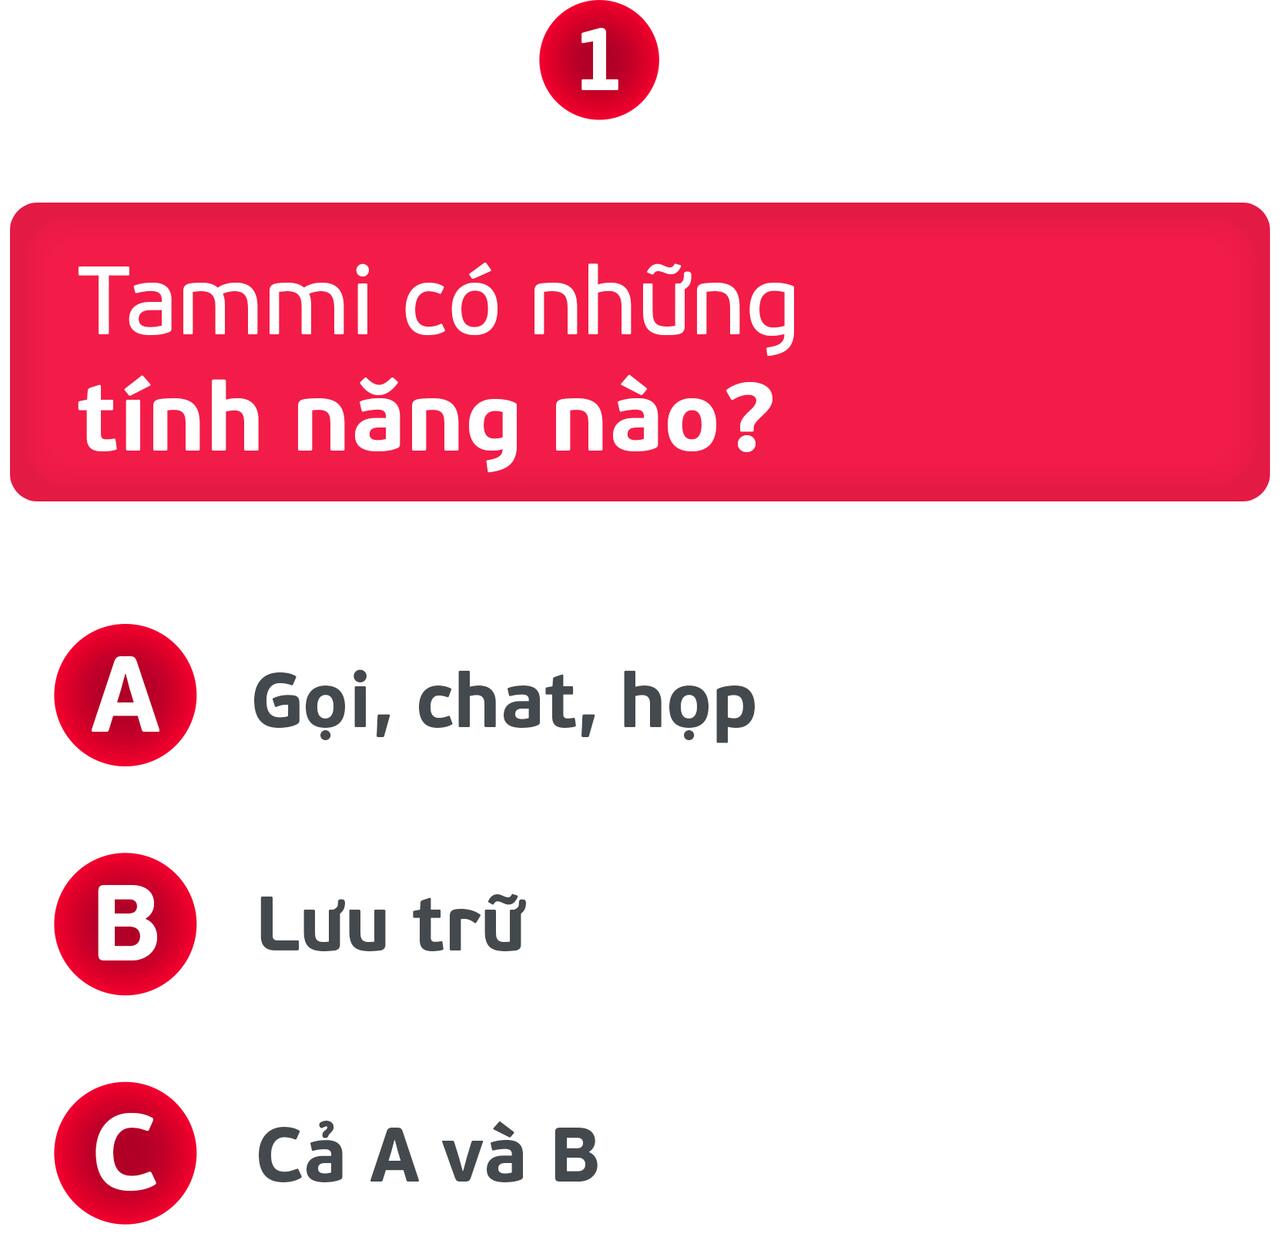 1
Tammi có những
tính năng nào?
A Gọi, chat, họp
B Lưu trữ
C Cả A và B